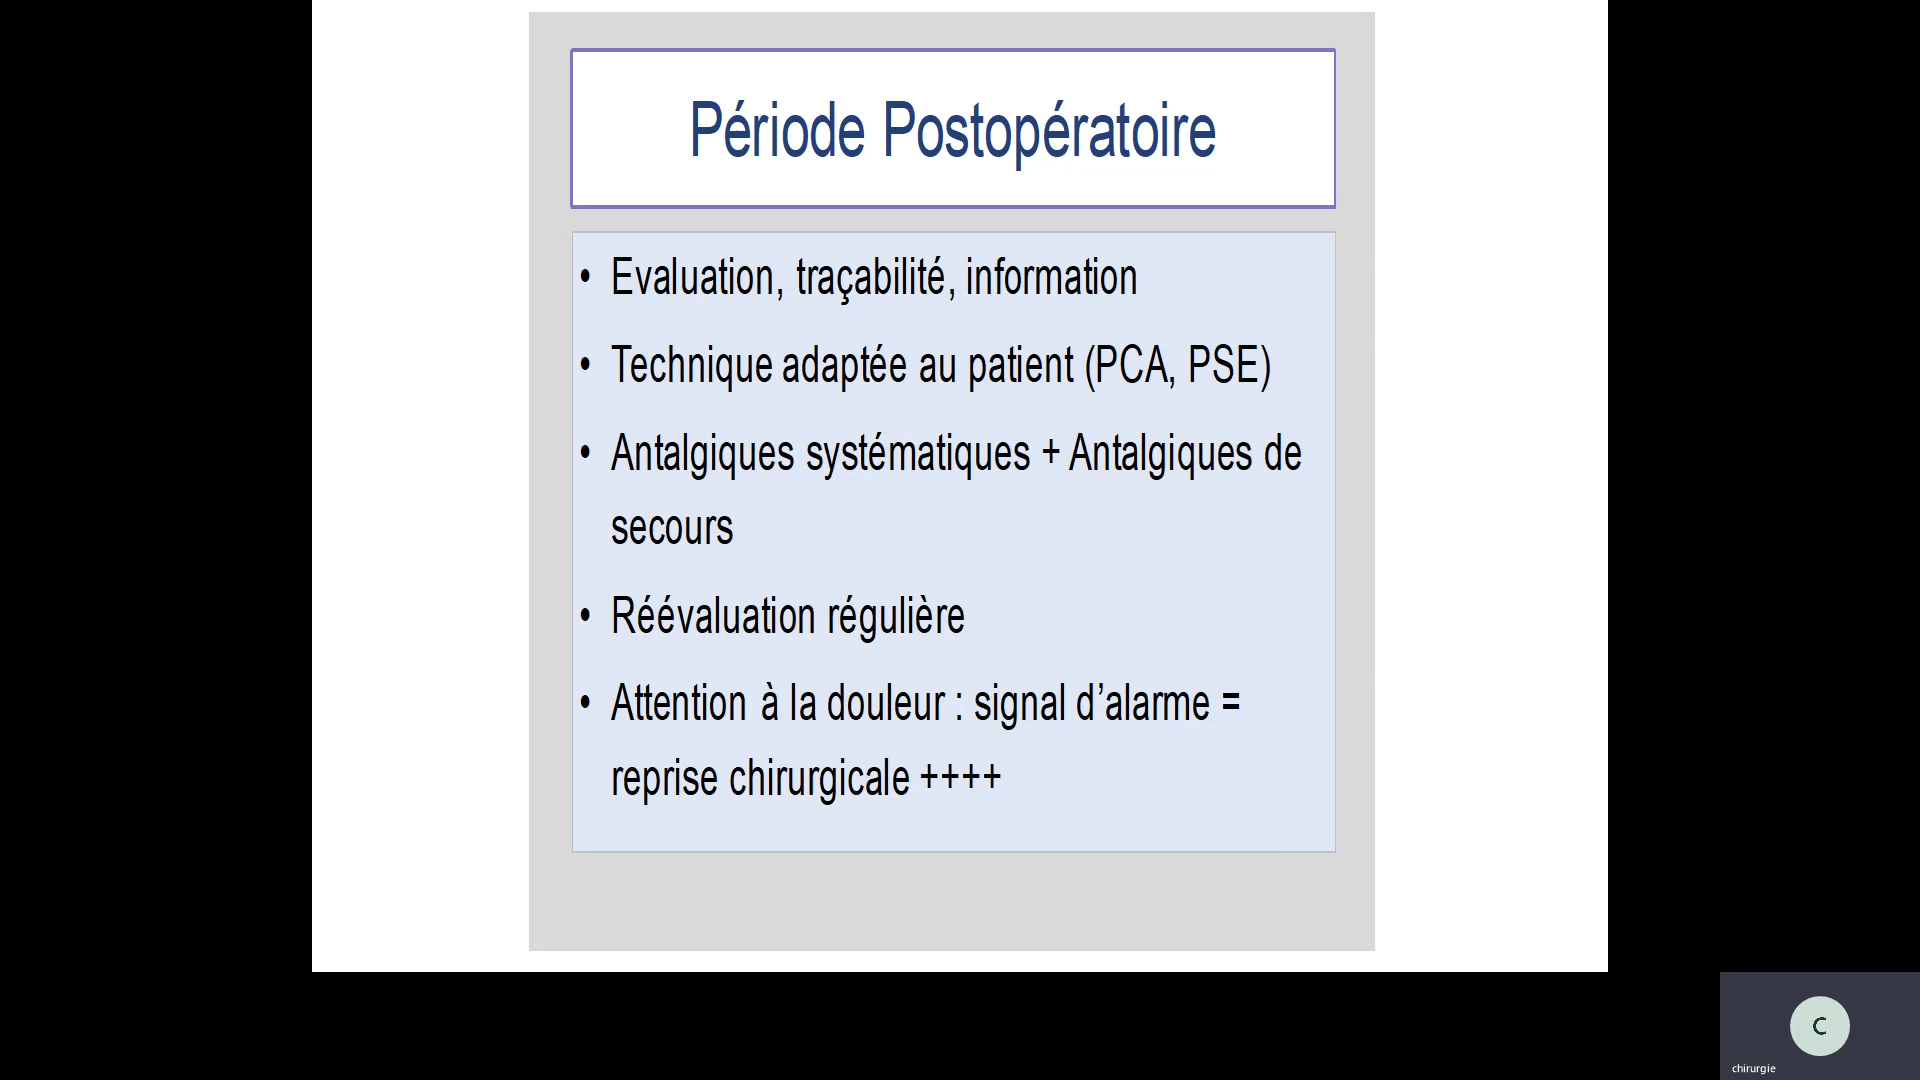 Période Postopératoire
• Evaluation, traçabilité, information
• Technique adaptée au patient (PCA, PSE)
• Antalgiques systématiques + Antalgiques de
secours
• Réévaluation régulière
• Attention à la douleur : signal d’alarme =
reprise chirurgicale ++++
C
chirurgie